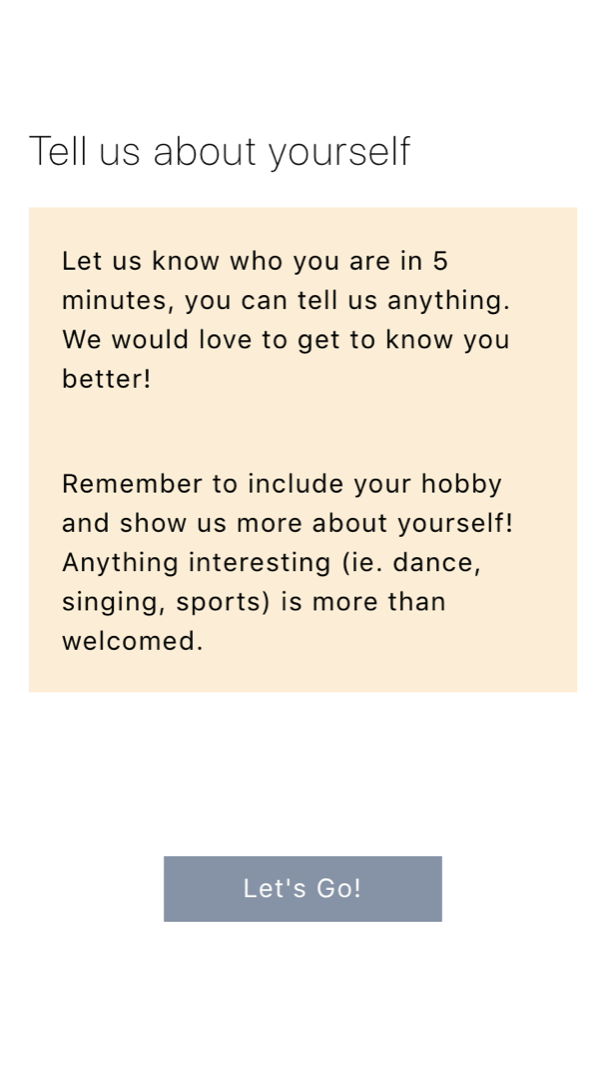 Tell us about yourself
Let us know who you are in 5
minutes, you can tell us anything.
We would love to get to know you
better!
Remember to include your hobby
and show us more about yourself!
Anything interesting (ie. dance,
singing, sports) is more than
welcomed.
Let's Go!